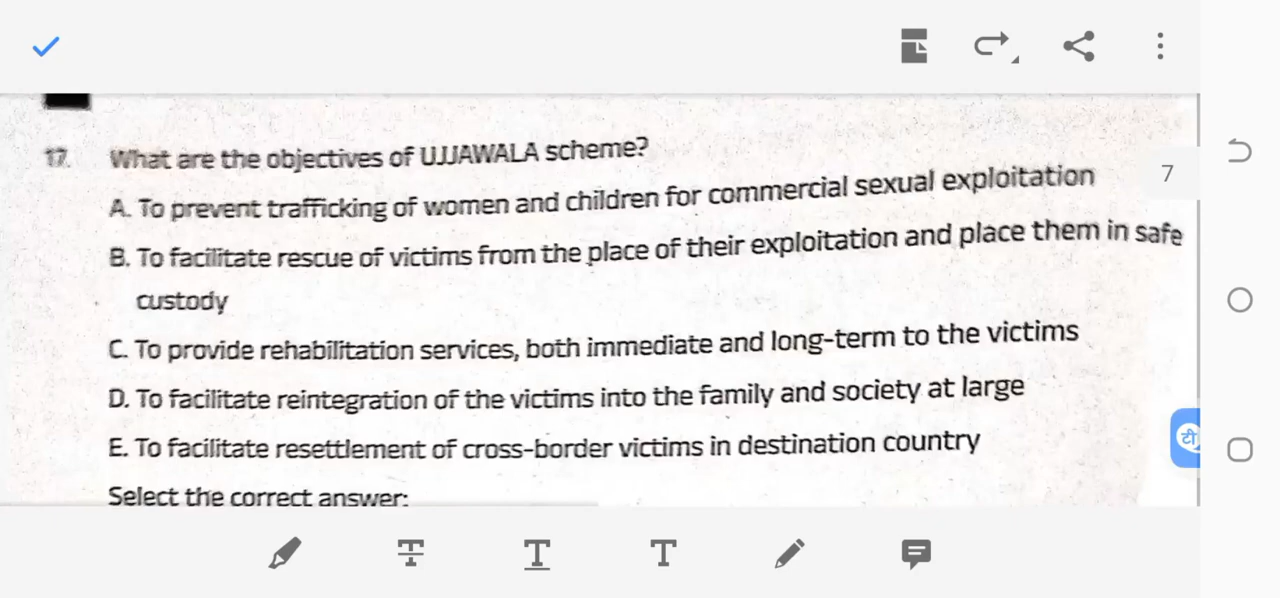 17. What are the objectives of UJJAWALA scheme?
A. To prevent trafficking of women and children for commercial sexual exploitation
7
B. To facilitate rescue of victims from the place of their exploitation and place them in safe
custody
C. To provide rehabilitation services, both immediate and long-term to the victims
D. To facilitate reintegration of the victims into the family and society at large
टी
E. To facilitate resettlement of cross-border victims in destination country
Select the correct answer:
T T T